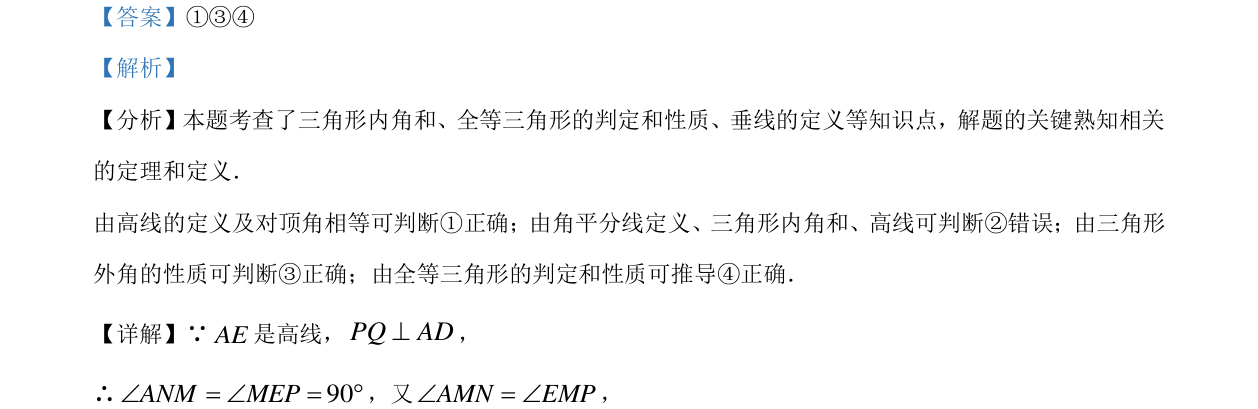 【答案】①③④
【解析】
【分析】本题考查了三角形内角和、全等三角形的判定和性质、垂线的定义等知识点，解题的关键熟知相关
的定理和定义．
由高线的定义及对顶角相等可判断①正确；由角平分线定义、三角形内角和、高线可判断②错误；由三角形
外角的性质可判断③正确；由全等三角形的判定和性质可推导④正确．
【详解】∵ AE 是高线， PQ ⊥ AD ，
∴ ∠ANM = ∠MEP = 90°，又 ∠AMN = ∠EMP ，